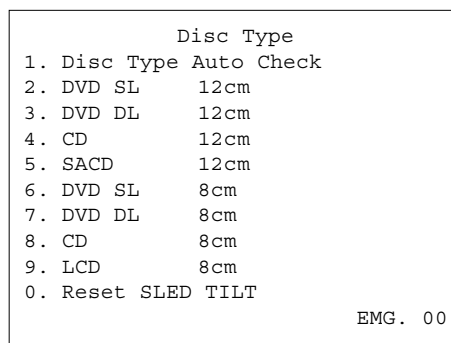 Disc Type
1. Disc Type Auto Check
2. DVD SL 12cm
3. DVD DL 12cm
4. CD 12cm
5. SACD 12cm
6. DVD SL 8cm
7. DVD DL 8cm
8. CD 8cm
9. LCD 8cm
0. Reset SLED TILT
EMG. 00